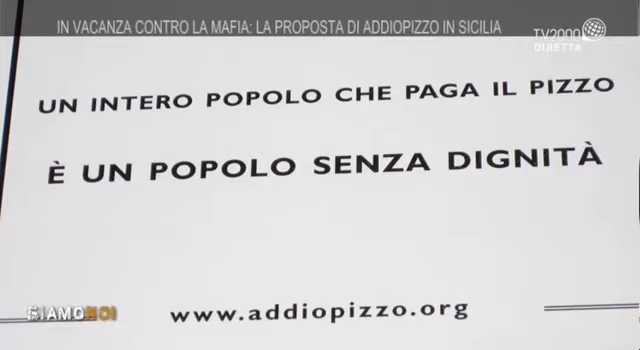 IN VACANZA CONTRO LA MAFIA: LA PROPOSTA DI ADDIOPIZZO IN SICILIA
TV2000
DIRETTA
UN INTERO POPOLO CHE PAGA IL PIZZO
È UN POPOLO SENZA DIGNITÀ
SIAMO NOI
www.addiopizzo.org